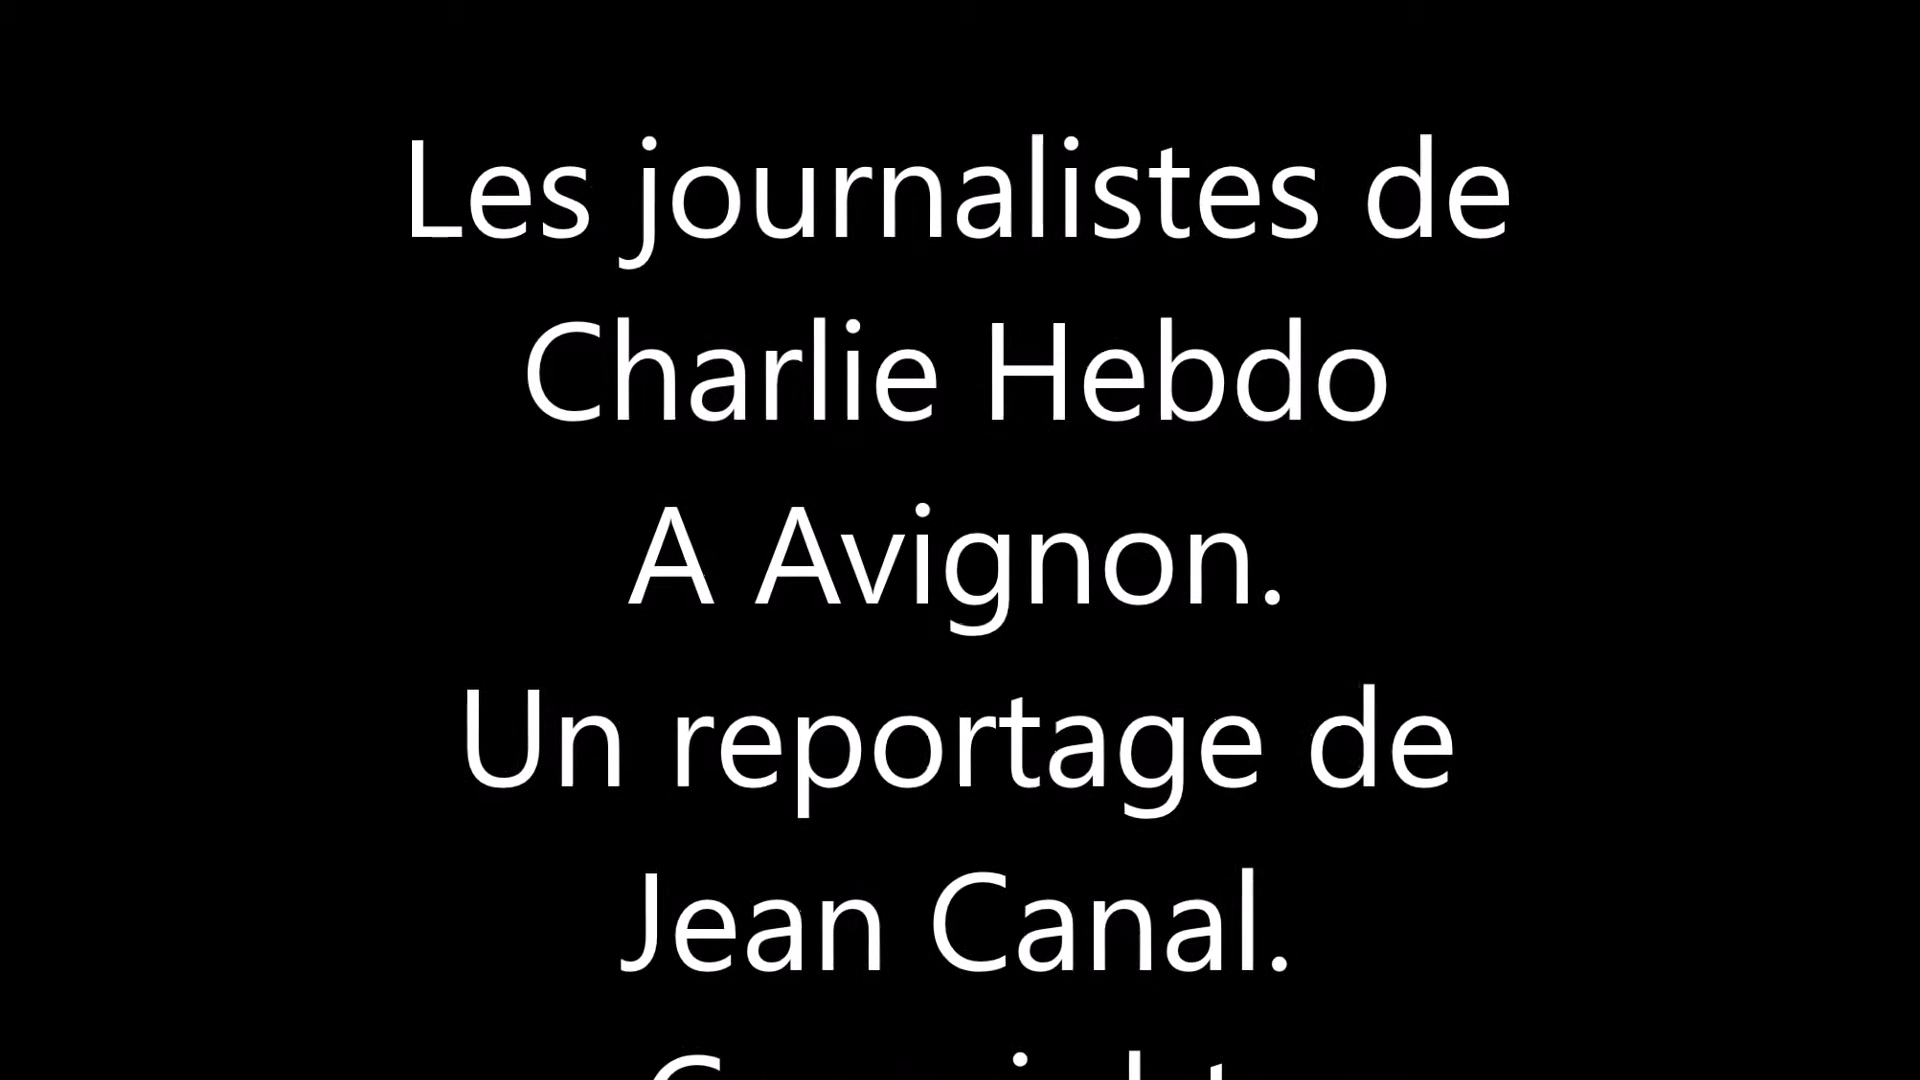 Les journalistes de
Charlie Hebdo
A Avignon.
Un reportage de
Jean Canal.